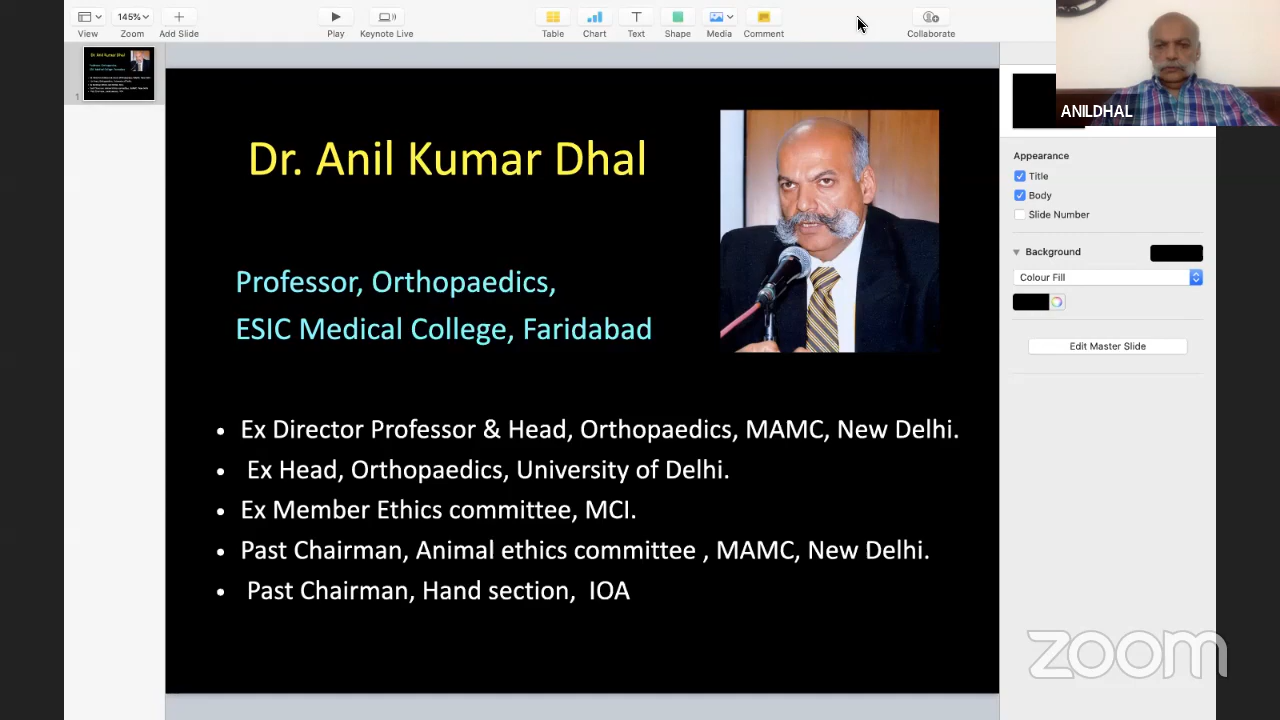 145%
View
Zoom
Add Slide
Play
Keynote Live
Table
Chart
Text
Shape
Media
Comment
Collaborate
ANILDHAL
1
Dr. Anil Kumar Dhal
Professor, Orthopaedics,
ESIC Medical College, Faridabad
• Ex Director Professor & Head, Orthopaedics, MAMC, New Delhi.
• Ex Head, Orthopaedics, University of Delhi.
• Ex Member Ethics committee, MCI.
• Past Chairman, Animal ethics committee , MAMC, New Delhi.
• Past Chairman, Hand section, IOA
Appearance
Title
Body
Slide Number
Background
Colour Fill
Edit Master Slide
zoom